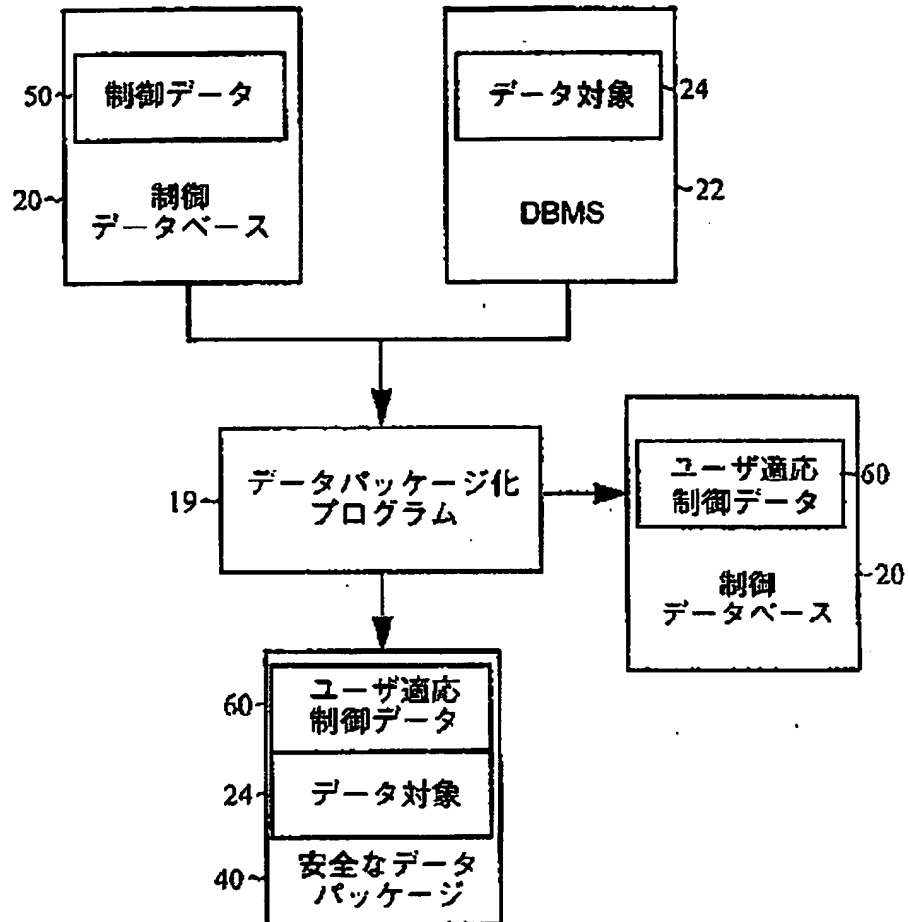 50
制御データ
20
制御
データベース
データ対象
24
22
DBMS
19
データパッケージ化
プログラム
ユーザ適応
制御データ
60
制御
データベース
20
60
ユーザ適応
制御データ
24
データ対象
40
安全なデータ
パッケージ